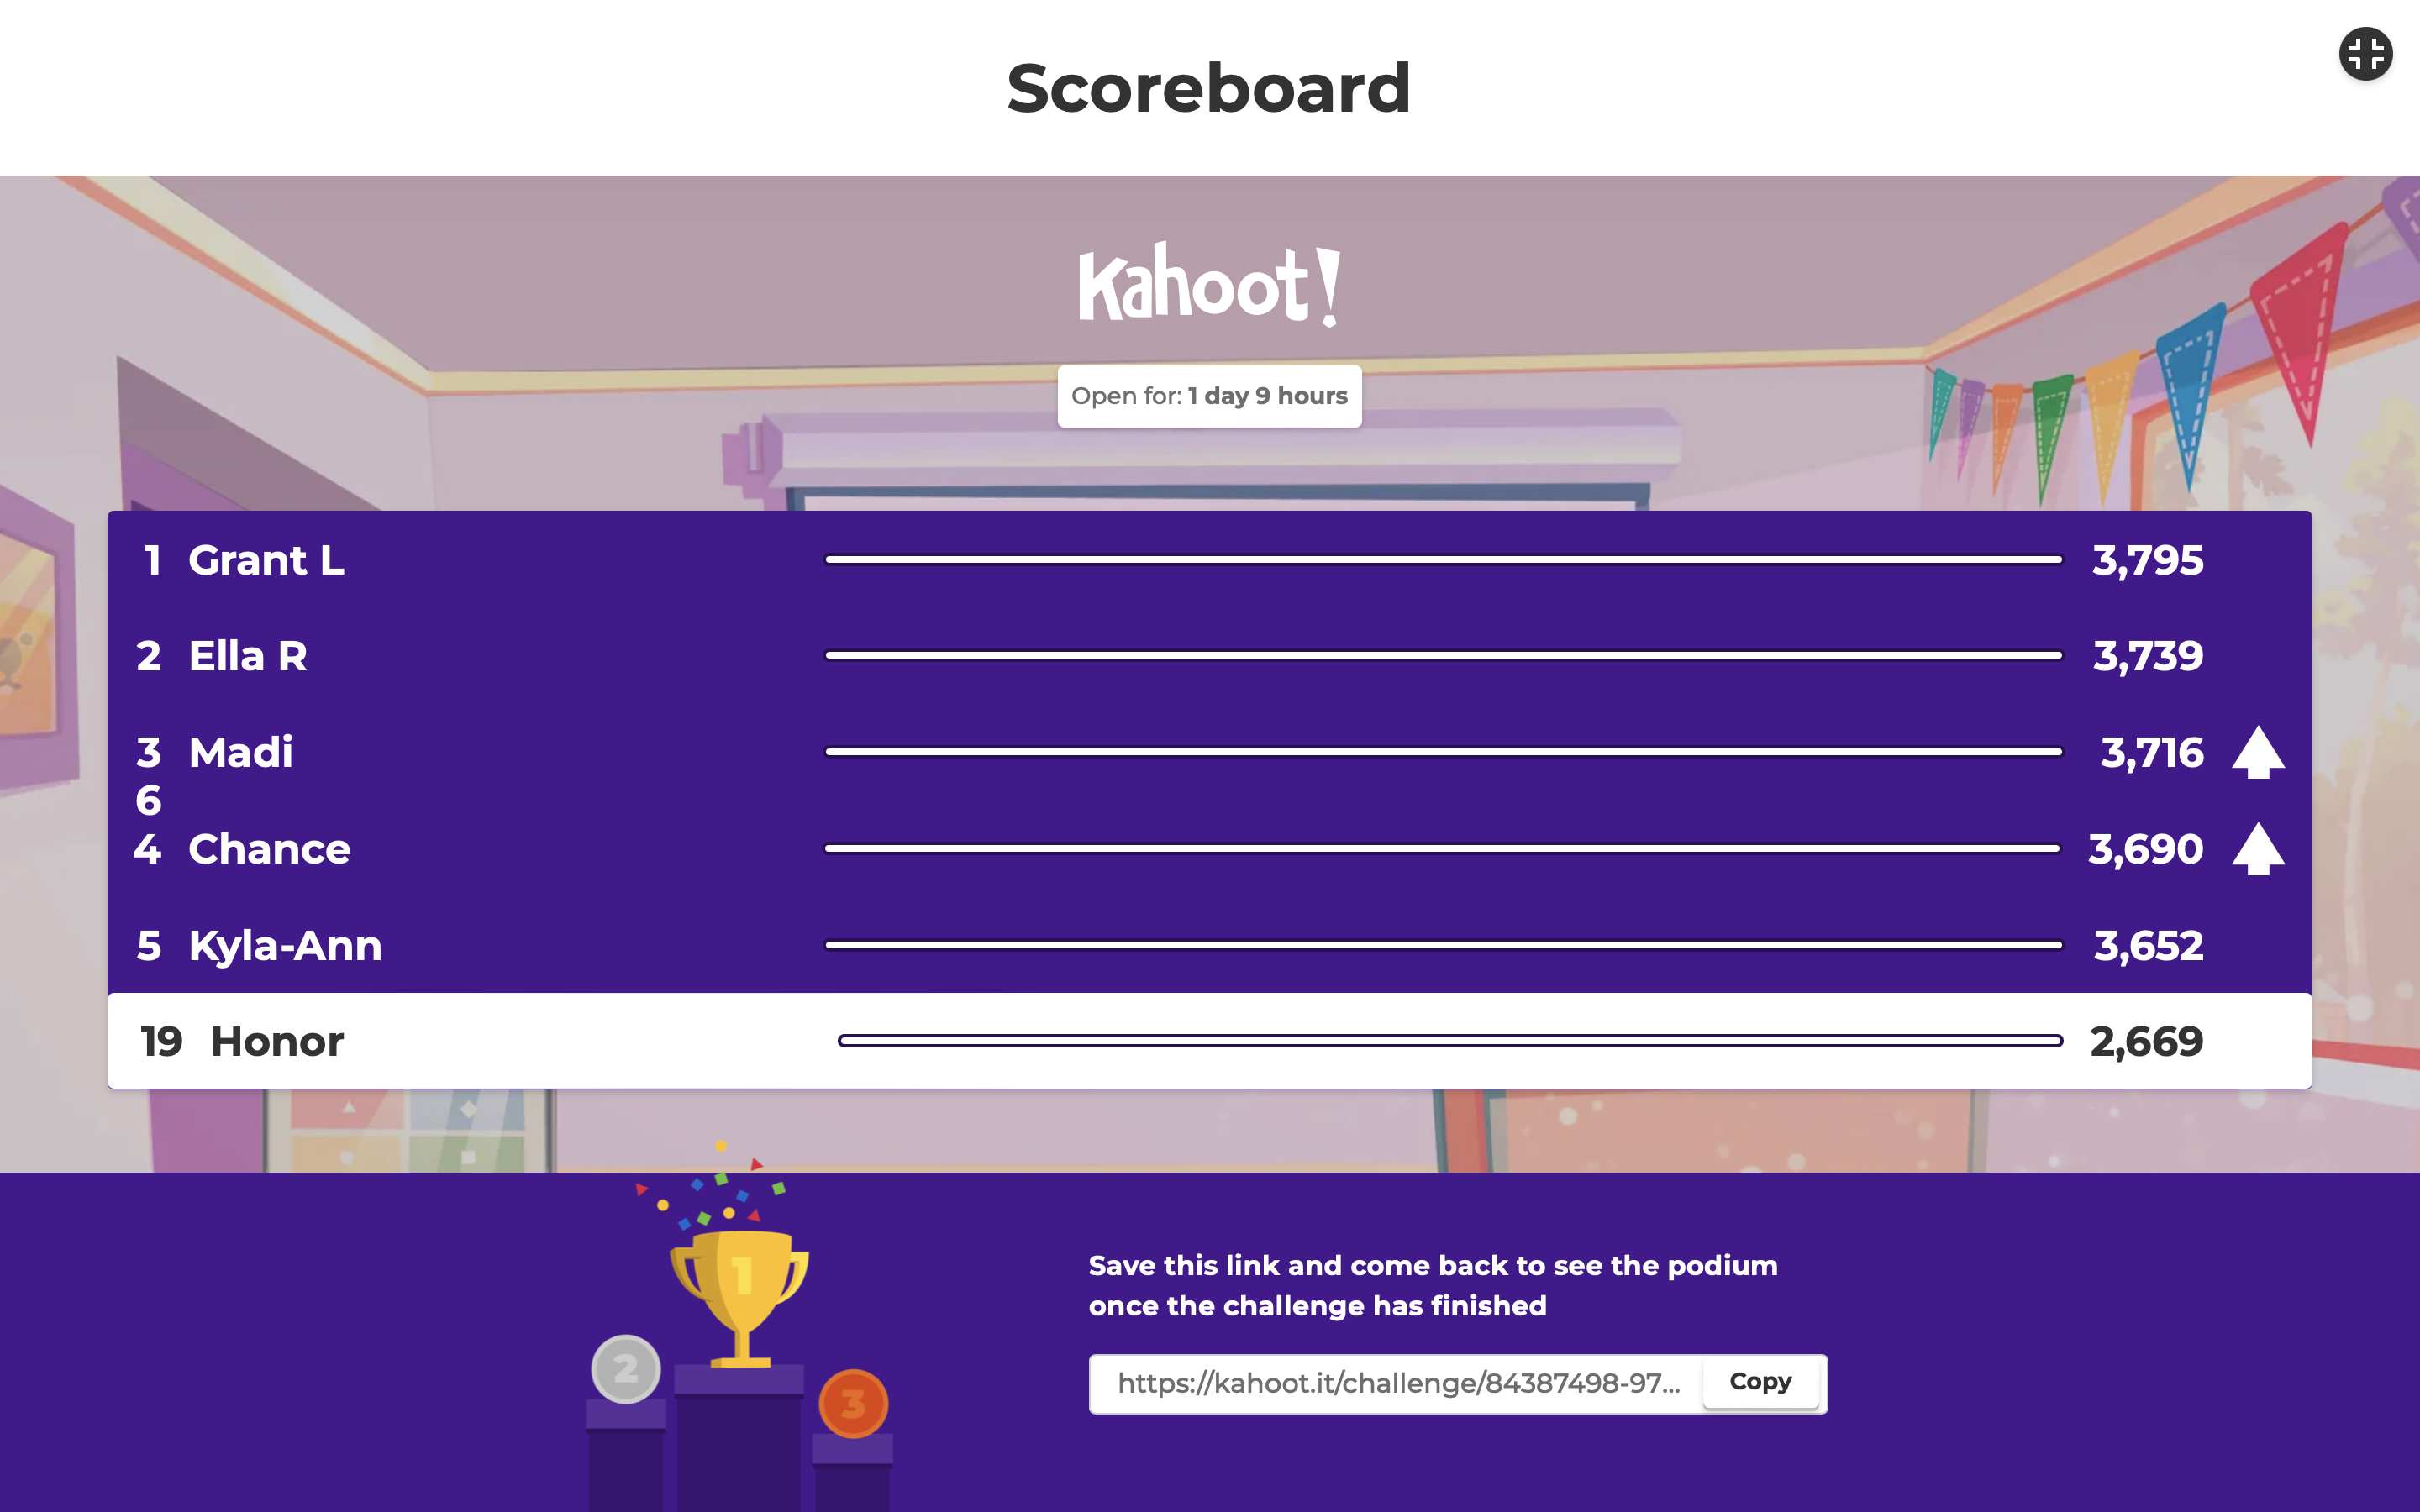 Scoreboard
Kahoot!
Open for: 1 day 9 hours
1 Grant L 3,795
2 Ella R 3,739
3 Madi 3,716
6
4 Chance 3,690
5 Kyla-Ann 3,652
19 Honor 2,669
1
2
3
Save this link and come back to see the podium
once the challenge has finished
https://kahoot.it/challenge/84387498-97... Copy